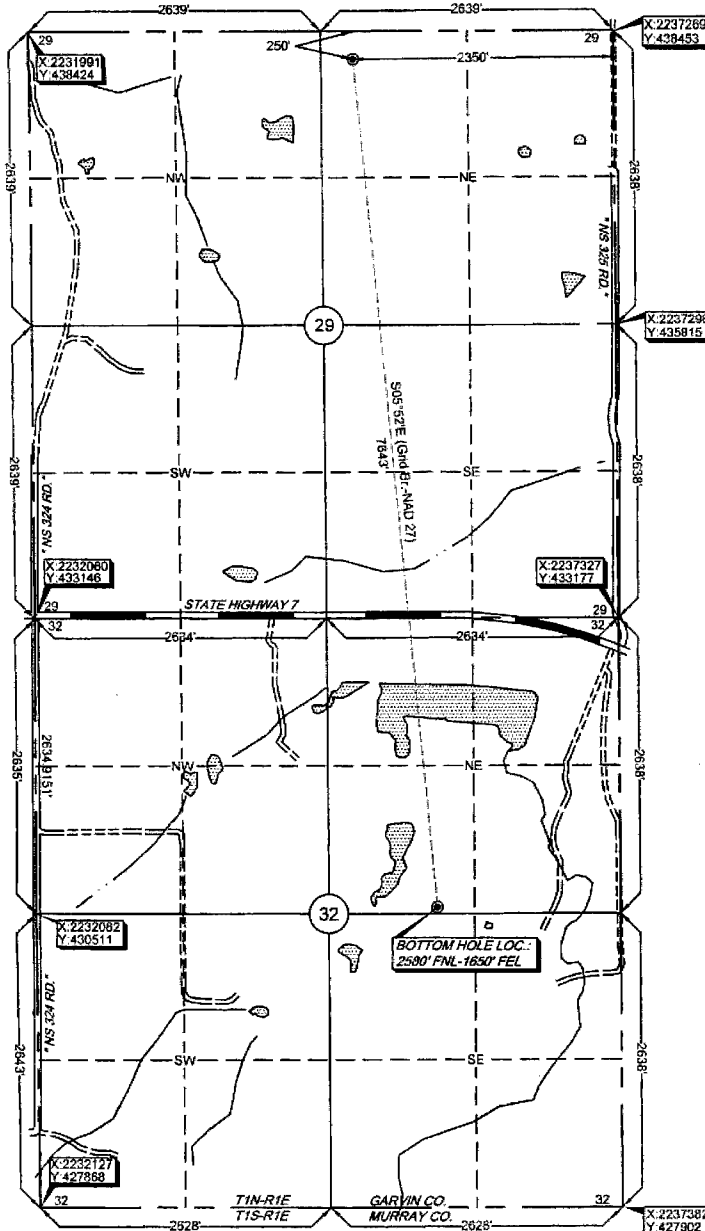 2639'
2639'
29
250'
29
X:2237269
Y:438453
X:2231991
Y:438424
2350'
2639'
NW
NE
2638'
" NS 325 RD."
29
X:2237298
Y:435815
2639'
S05°52'E (Grid Br.-NAD 27)
7643'
2638'
SW
SE
" NS 324 RD."
X:2232060
Y:433146
X:2237327
Y:433177
29
STATE HIGHWAY 7
29
32
2634'
2634'
32
2635'
2634.9151'
NW
NE
2638'
32
X:2232082
Y:430511
BOTTOM HOLE LOC.:
2580' FNL-1650' FEL
" NS 324 RD."
2643'
SW
SE
2638'
X:2232127
Y:427868
32
T1N-R1E
GARVIN CO.
32
T1S-R1E
MURRAY CO.
2628'
2628'
X:2237382
Y:427902